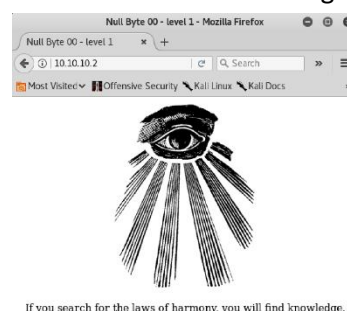 Null Byte 00 - level 1 - Mozilla Firefox
Null Byte 00 - level 1
10.10.10.2
Search
Most Visited
Offensive Security
Kali Linux
Kali Docs
If you search for the laws of harmony, you will find knowledge.